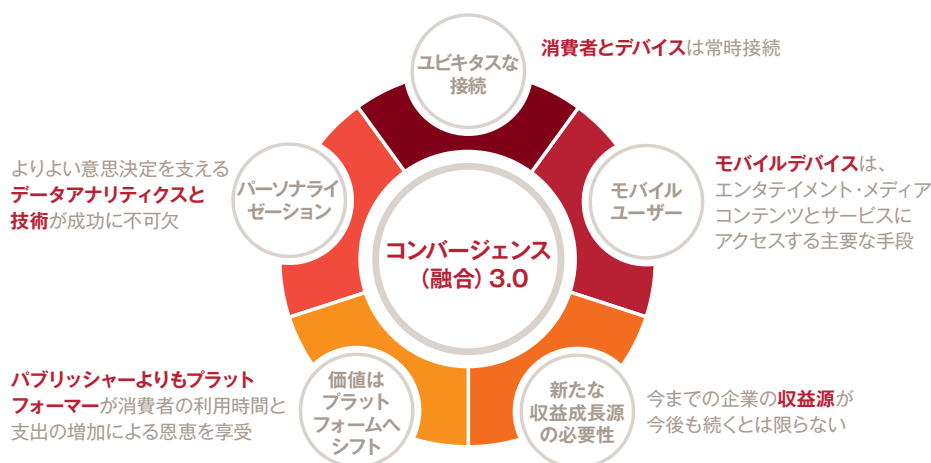 ユビキタスな
接続
消費者とデバイスは常時接続
モバイル
ユーザー
モバイルデバイスは、
エンタテイメント・メディア
コンテンツとサービスに
アクセスする主要な手段
新たな
収益成長源
の必要性
今までの企業の収益源が
今後も続くとは限らない
価値は
プラット
フォームへ
シフト
パブリッシャーよりもプラット
フォーマーが消費者の利用時間と
支出の増加による恩恵を享受
パーソナライ
ゼーション
よりよい意思決定を支える
データアナリティクスと
技術が成功に不可欠
コンバージェンス
（融合）3.0